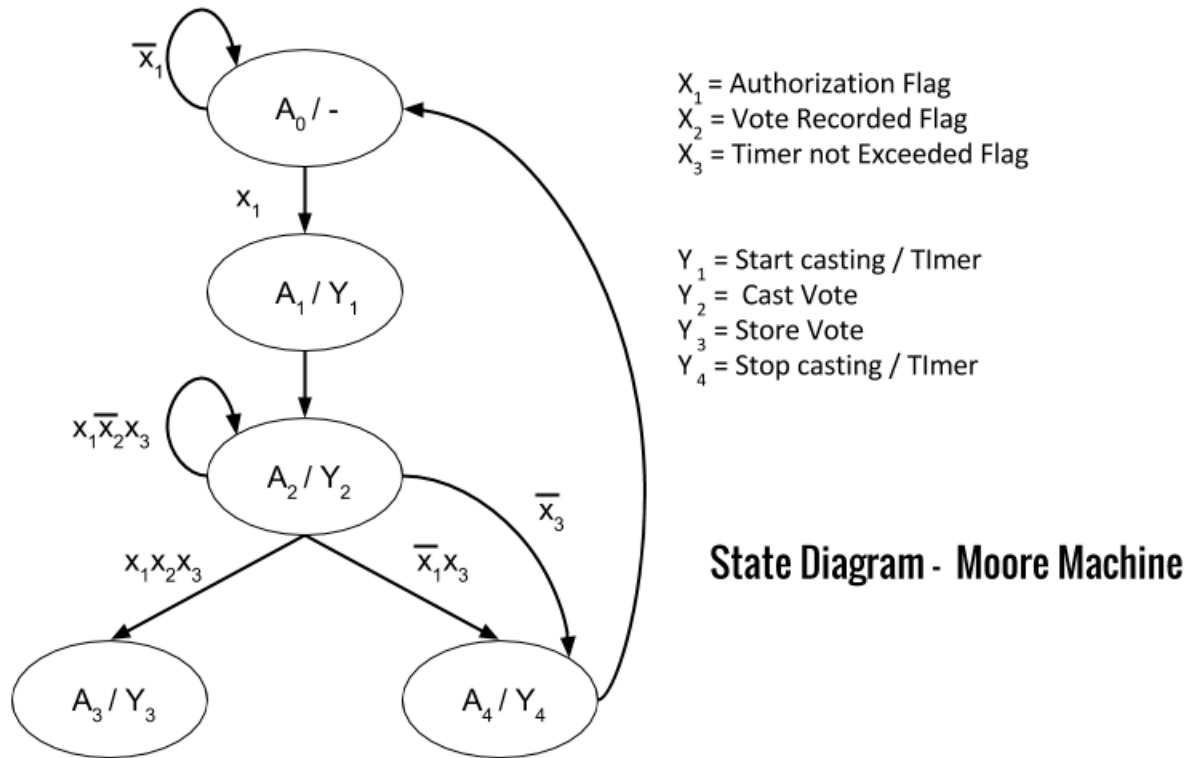 x̅₁
A₀ / -
x₁
A₁ / Y₁
x₁x̅₂x₃
A₂ / Y₂
x̅₃
x₁x₂x₃
x̅₁x₃
A₃ / Y₃
A₄ / Y₄
X₁ = Authorization Flag
X₂ = Vote Recorded Flag
X₃ = Timer not Exceeded Flag
Y₁ = Start casting / TImer
Y₂ = Cast Vote
Y₃ = Store Vote
Y₄ = Stop casting / TImer
State Diagram - Moore Machine